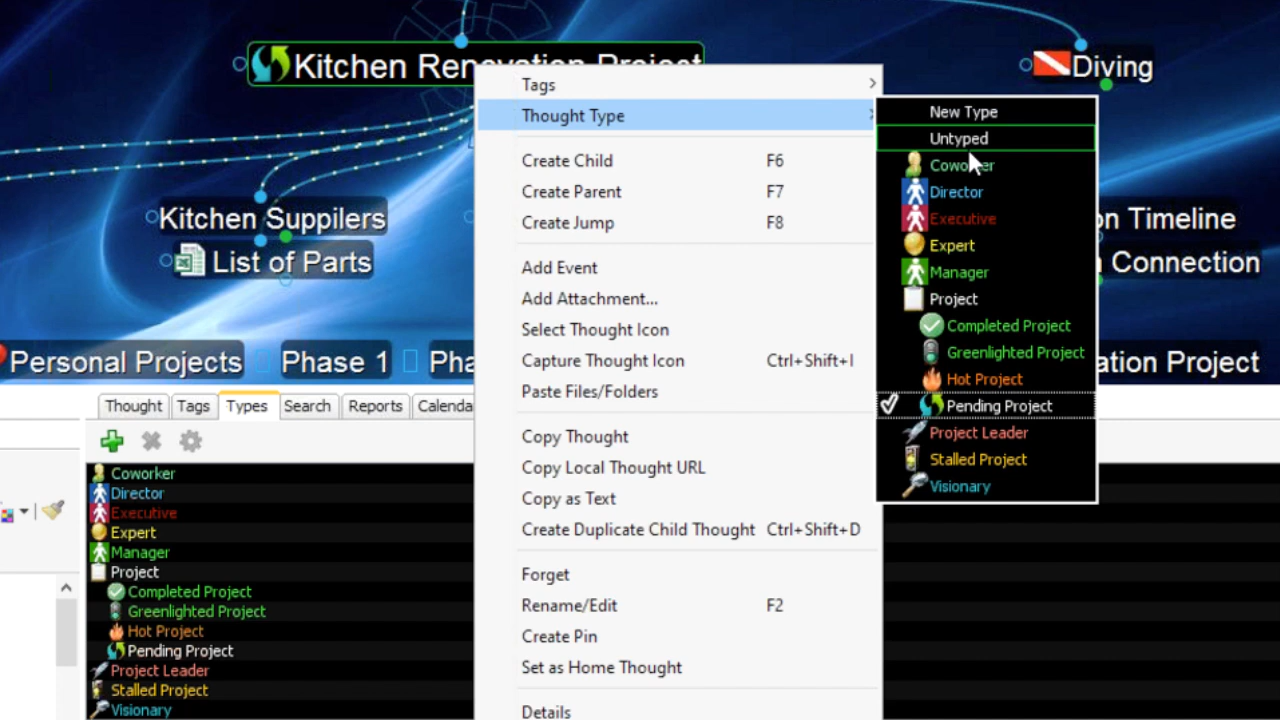 Kitchen Renovation Project
Diving
Kitchen Suppilers
List of Parts
on Timeline
Connection
Personal Projects
Phase 1
Pha
ation Project
Tags
Thought Type
Create Child F6
Create Parent F7
Create Jump F8
Add Event
Add Attachment...
Select Thought Icon
Capture Thought Icon Ctrl+Shift+I
Paste Files/Folders
Copy Thought
Copy Local Thought URL
Copy as Text
Create Duplicate Child Thought Ctrl+Shift+D
Forget
Rename/Edit F2
Create Pin
Set as Home Thought
Details
New Type
Untyped
Coworker
Director
Executive
Expert
Manager
Project
Completed Project
Greenlighted Project
Hot Project
Pending Project
Project Leader
Stalled Project
Visionary
Thought Tags Types Search Reports Calenda
Coworker
Director
Executive
Expert
Manager
Project
Completed Project
Greenlighted Project
Hot Project
Pending Project
Project Leader
Stalled Project
Visionary